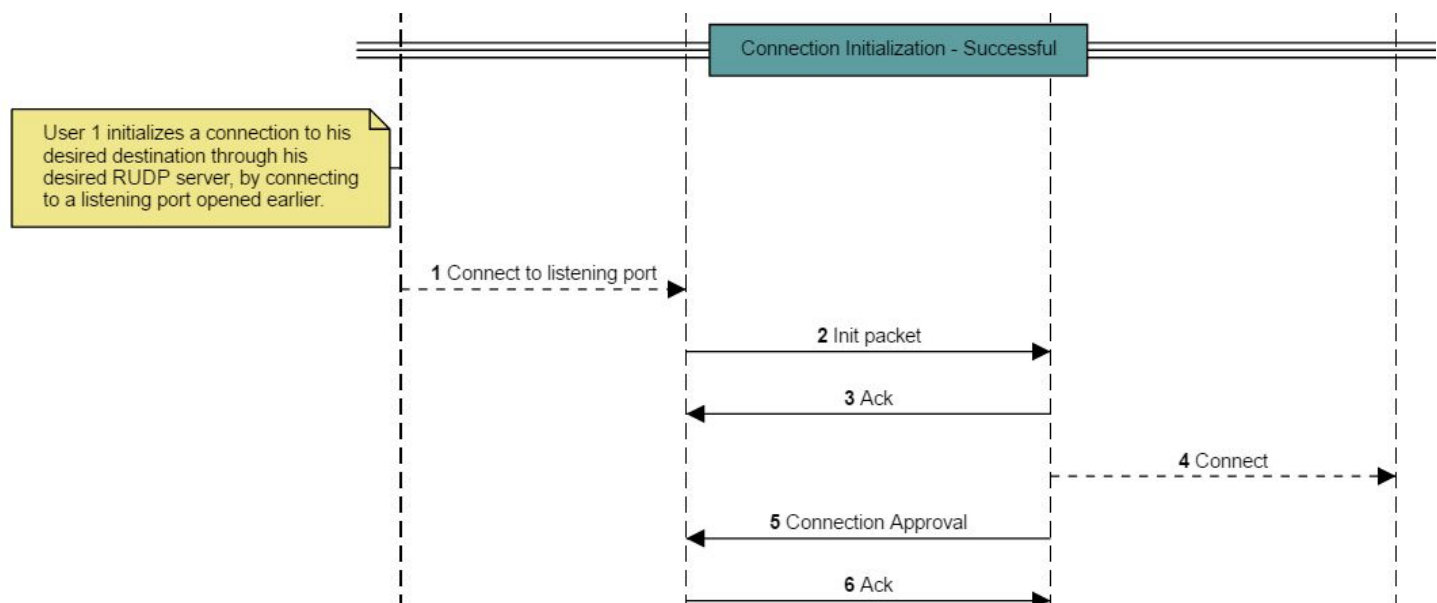 Connection Initialization - Successful
User 1 initializes a connection to his
desired destination through his
desired RUDP server, by connecting
to a listening port opened earlier.
1 Connect to listening port
2 Init packet
3 Ack
4 Connect
5 Connection Approval
6 Ack